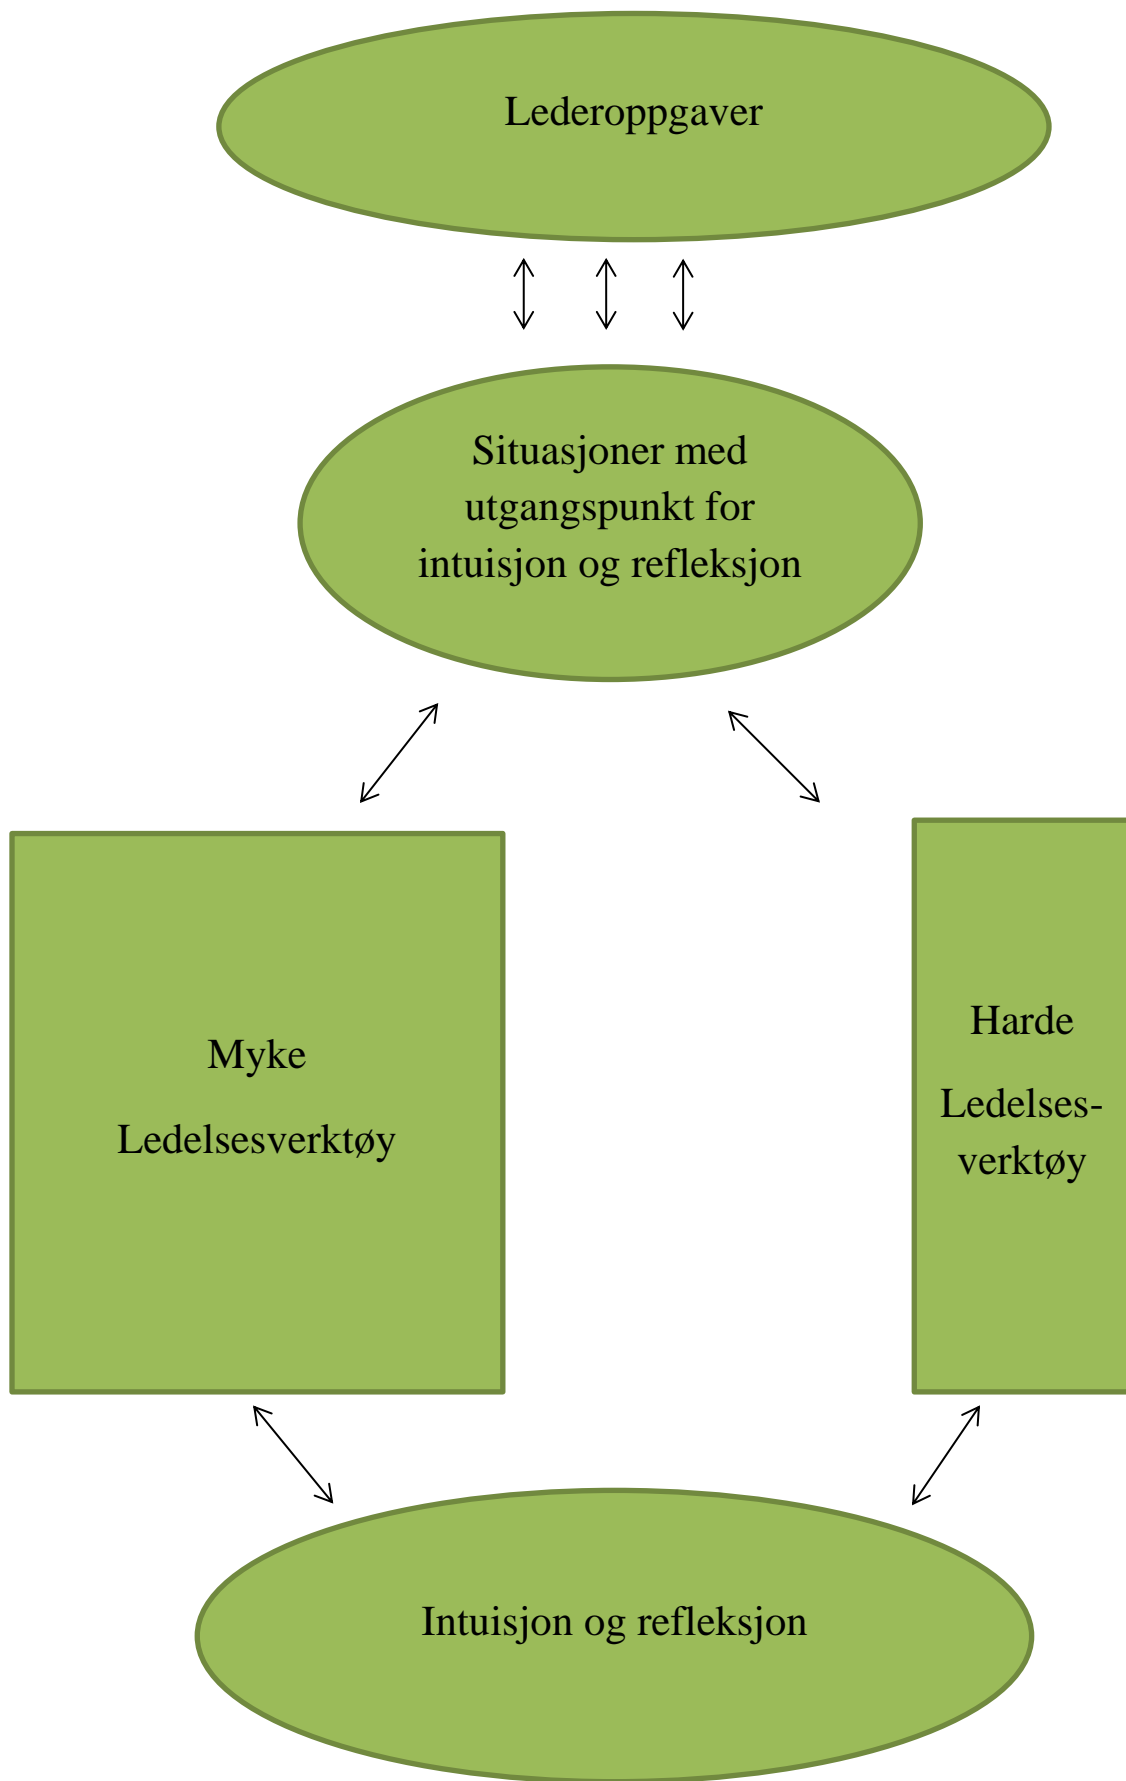 Lederoppgaver
Situasjoner med
utgangspunkt for
intuisjon og refleksjon
Myke
Ledelsesverktøy
Harde
Ledelses-
verktøy
Intuisjon og refleksjon